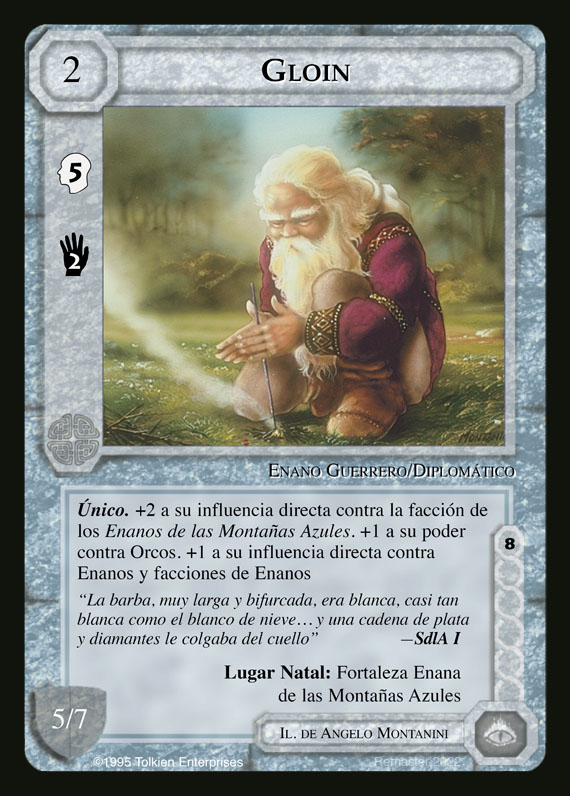 2
GLOIN
5
2
MONTANINI
ENANO GUERRERO/DIPLOMÁTICO
Único. +2 a su influencia directa contra la facción de
los Enanos de las Montañas Azules. +1 a su poder
contra Orcos. +1 a su influencia directa contra
Enanos y facciones de Enanos
8
“La barba, muy larga y bifurcada, era blanca, casi tan
blanca como el blanco de nieve… y una cadena de plata
y diamantes le colgaba del cuello” —SdlA I
Lugar Natal: Fortaleza Enana
de las Montañas Azules
5/7
IL. DE ANGELO MONTANINI
©1995 Tolkien Enterprises
Remaster 2022